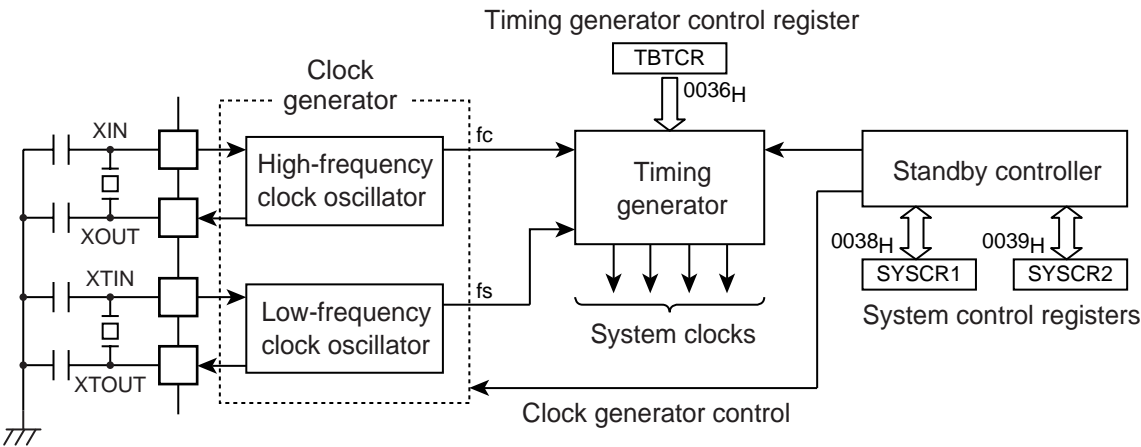 Timing generator control register
TBTCR
0036H
Clock
generator
XIN
XOUT
High-frequency
clock oscillator
fc
Timing
generator
Standby controller
0038H
0039H
SYSCR1
SYSCR2
System control registers
XTIN
XTOUT
Low-frequency
clock oscillator
fs
System clocks
Clock generator control